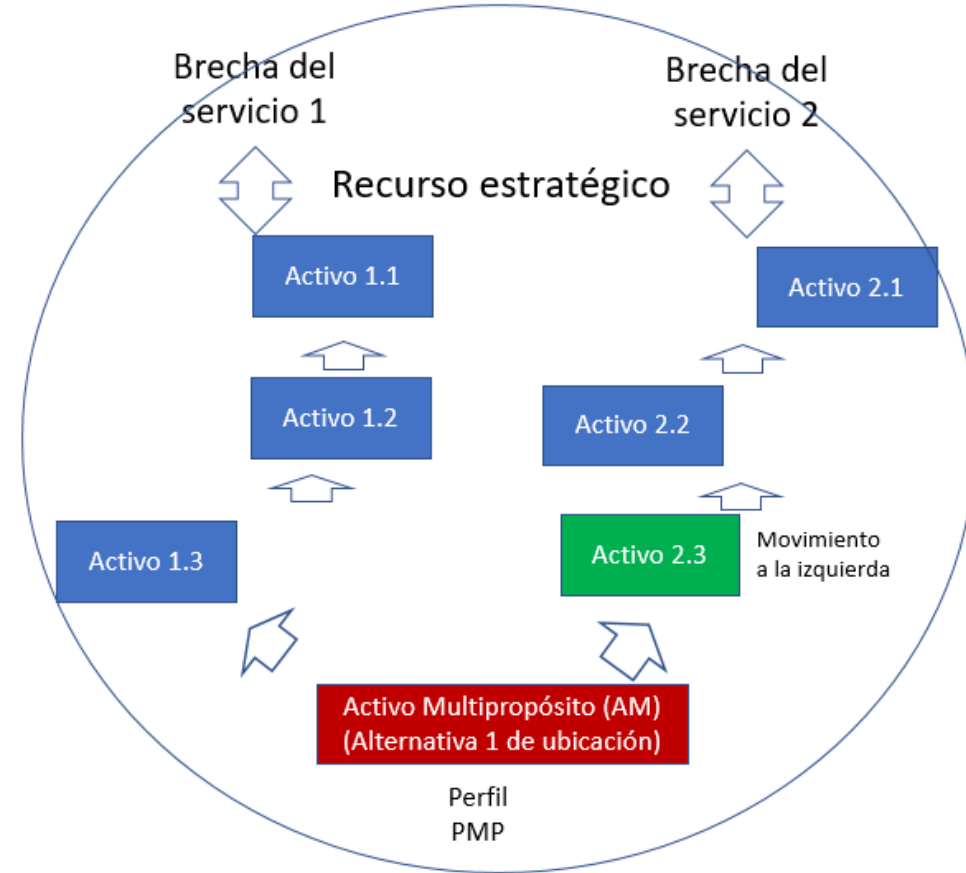 Brecha del
servicio 1
Brecha del
servicio 2
Recurso estratégico
Activo 1.1
Activo 2.1
Activo 1.2
Activo 2.2
Activo 1.3
Activo 2.3
Movimiento
a la izquierda
Activo Multipropósito (AM)
(Alternativa 1 de ubicación)
Perfil
PMP